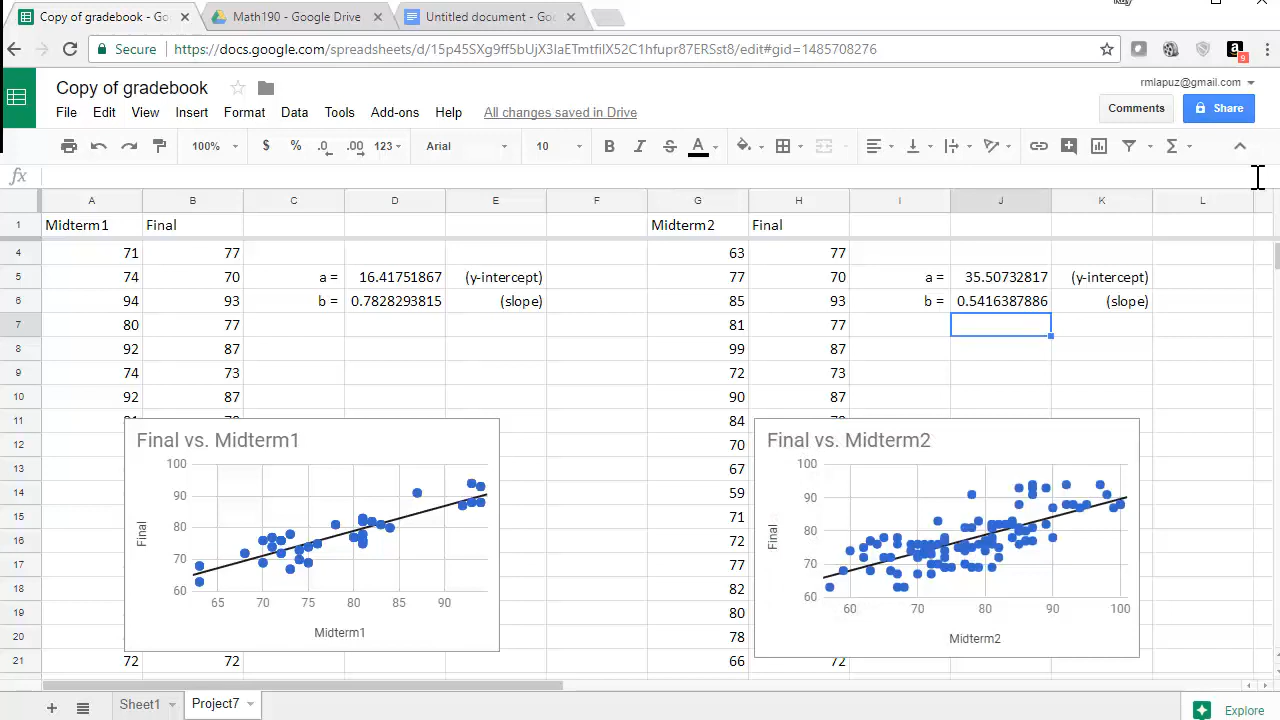 Copy of gradebook - Go
Math190 - Google Drive
Untitled document - Goo
Secure https://docs.google.com/spreadsheets/d/15p45SXg9ff5bUjX3IaETmtfiIX52C1hfupr87ERSst8/edit#gid=1485708276
9
Copy of gradebook
rmlapuz@gmail.com
File Edit View Insert Format Data Tools Add-ons Help All changes saved in Drive
Comments Share
100% $ % .0 .00 123 Arial 10 B I S A Σ
fx
A B C D E F G H I J K L
1 Midterm1 Final Midterm2 Final
4 71 77 63 77
5 74 70 a = 16.41751867 (y-intercept) 77 70 a = 35.50732817 (y-intercept)
6 94 93 b = 0.7828293815 (slope) 85 93 b = 0.5416387886 (slope)
7 80 77 81 77
8 92 87 99 87
9 74 73 72 73
10 92 87 90 87
11 84
12 70
13 67
14 59
15 71
16 72
17 77
18 82
19 80
20 78
21 72 72 66 72
Final vs. Midterm1
100
90
80
70
60
Final
65 70 75 80 85 90
Midterm1
Final vs. Midterm2
100
90
80
70
60
Final
60 70 80 90 100
Midterm2
Sheet1 Project7
Explore